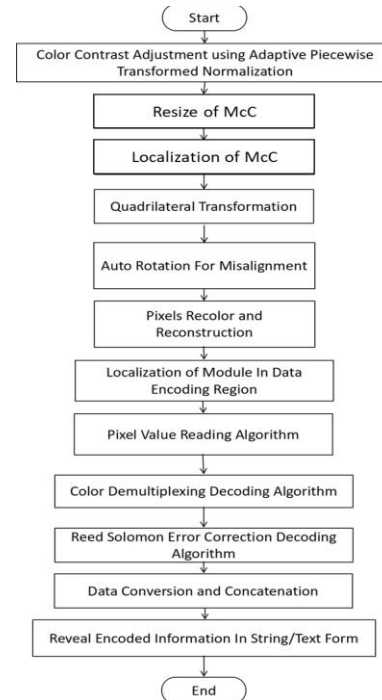 Start
Color Contrast Adjustment using Adaptive Piecewise
Transformed Normalization
Resize of McC
Localization of McC
Quadrilateral Transformation
Auto Rotation For Misalignment
Pixels Recolor and
Reconstruction
Localization of Module In Data
Encoding Region
Pixel Value Reading Algorithm
Color Demultiplexing Decoding Algorithm
Reed Solomon Error Correction Decoding
Algorithm
Data Conversion and Concatenation
Reveal Encoded Information In String/Text Form
End